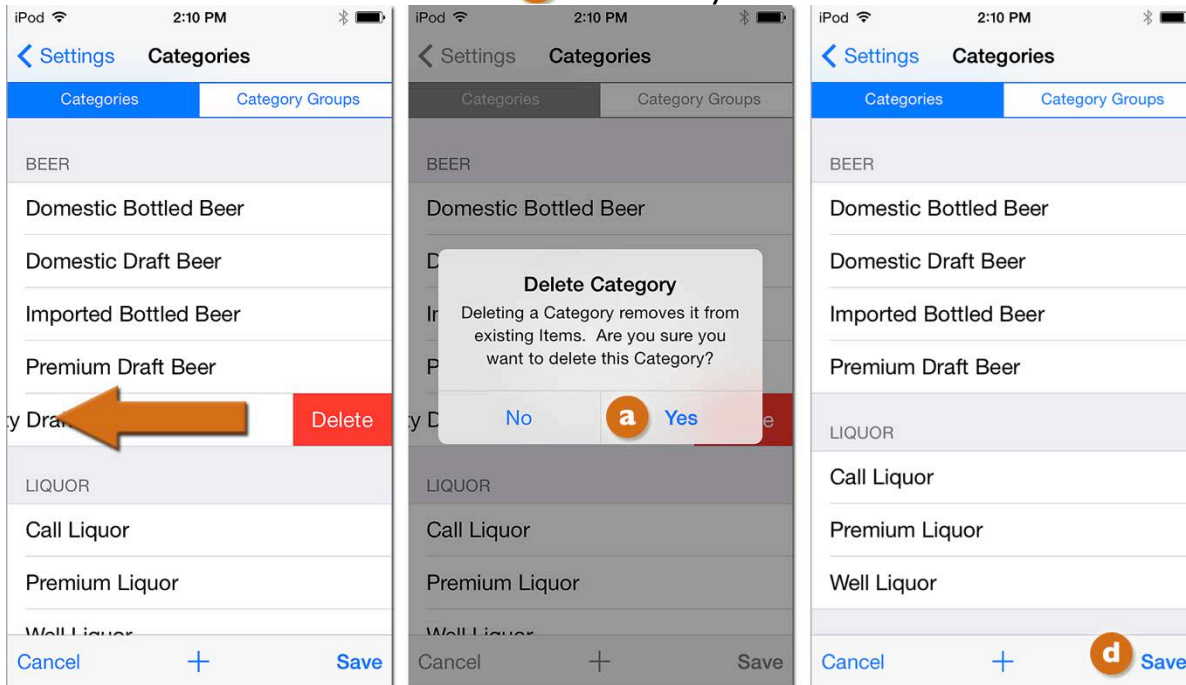 iPod 2:10 PM
Settings Categories
Categories Category Groups
BEER
Domestic Bottled Beer
Domestic Draft Beer
Imported Bottled Beer
Premium Draft Beer
Delete
LIQUOR
Call Liquor
Premium Liquor
Well Liquor
Cancel + Save
iPod 2:10 PM
Settings Categories
Categories Category Groups
BEER
Domestic Bottled Beer
Delete Category
Deleting a Category removes it from
existing Items. Are you sure you
want to delete this Category?
No a Yes
LIQUOR
Call Liquor
Premium Liquor
Well Liquor
Cancel + Save
iPod 2:10 PM
Settings Categories
Categories Category Groups
BEER
Domestic Bottled Beer
Domestic Draft Beer
Imported Bottled Beer
Premium Draft Beer
LIQUOR
Call Liquor
Premium Liquor
Well Liquor
Cancel + d Save